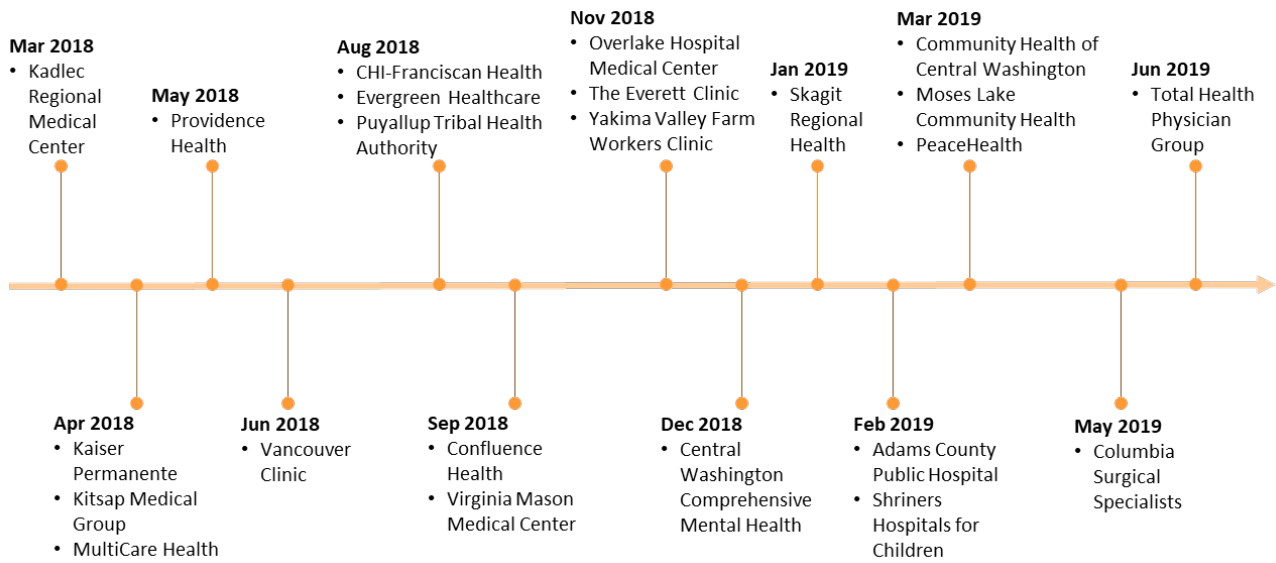 Mar 2018
• Kadlec
Regional
Medical
Center
May 2018
• Providence
Health
Aug 2018
• CHI-Franciscan Health
• Evergreen Healthcare
• Puyallup Tribal Health
Authority
Nov 2018
• Overlake Hospital
Medical Center
• The Everett Clinic
• Yakima Valley Farm
Workers Clinic
Jan 2019
• Skagit
Regional
Health
Mar 2019
• Community Health of
Central Washington
• Moses Lake
Community Health
• PeaceHealth
Jun 2019
• Total Health
Physician
Group
Apr 2018
• Kaiser
Permanente
• Kitsap Medical
Group
• MultiCare Health
Jun 2018
• Vancouver
Clinic
Sep 2018
• Confluence
Health
• Virginia Mason
Medical Center
Dec 2018
• Central
Washington
Comprehensive
Mental Health
Feb 2019
• Adams County
Public Hospital
• Shriners
Hospitals for
Children
May 2019
• Columbia
Surgical
Specialists